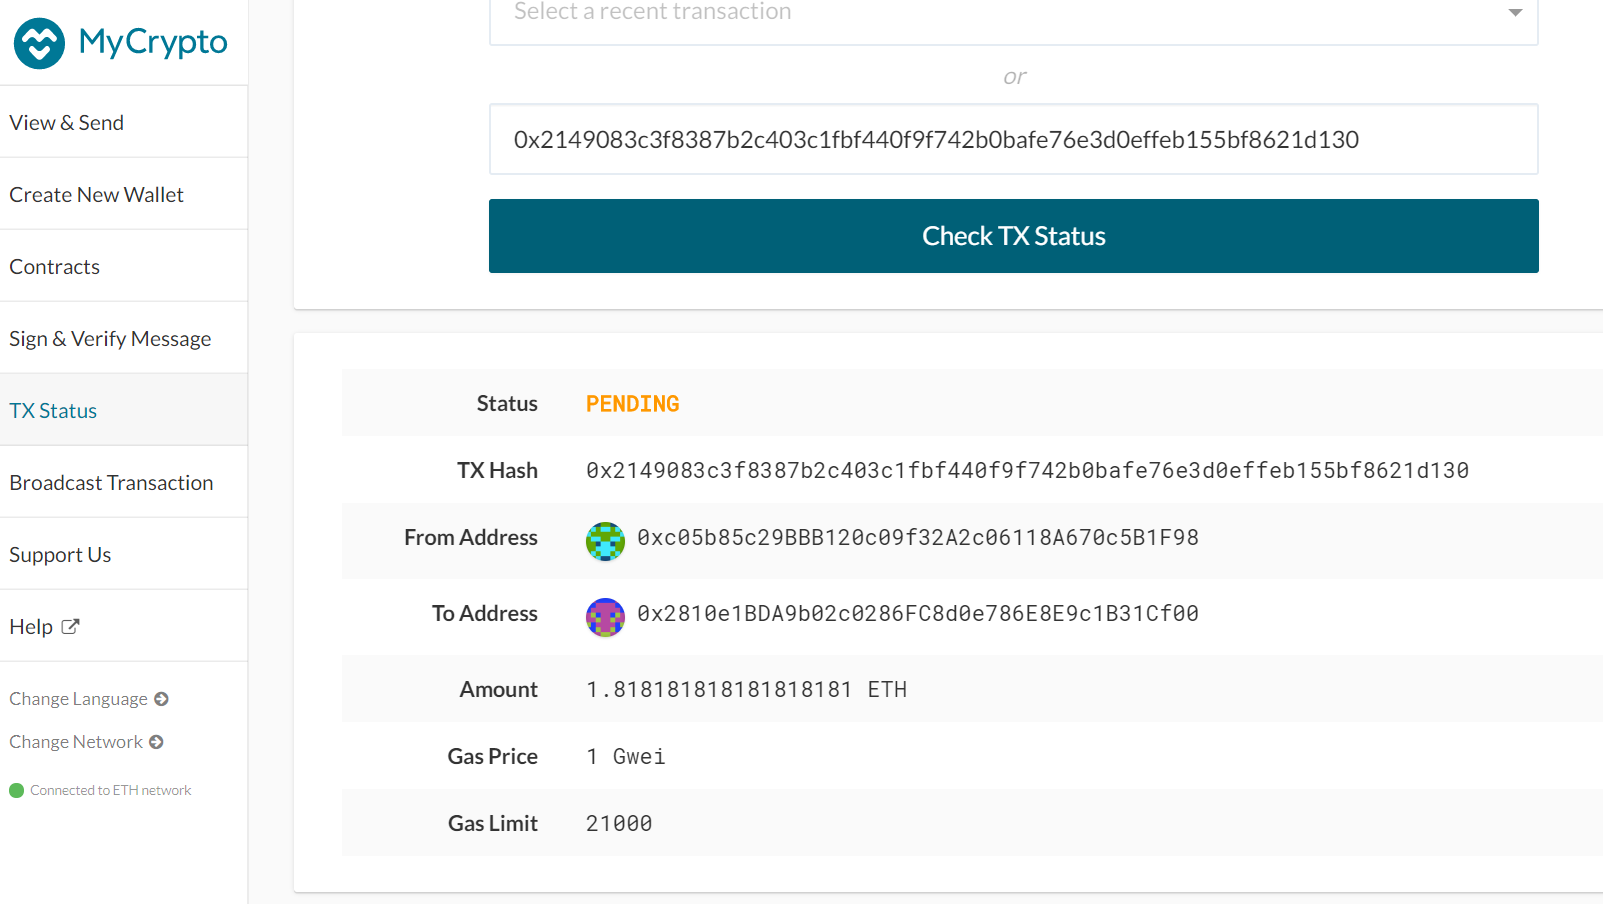 MyCrypto
View & Send
Create New Wallet
Contracts
Sign & Verify Message
TX Status
Broadcast Transaction
Support Us
Help
Change Language
Change Network
Connected to ETH network
Select a recent transaction
or
0x2149083c3f8387b2c403c1fbf440f9f742b0bafe76e3d0effeb155bf8621d130
Check TX Status
Status PENDING
TX Hash 0x2149083c3f8387b2c403c1fbf440f9f742b0bafe76e3d0effeb155bf8621d130
From Address 0xc05b85c29BBB120c09f32A2c06118A670c5B1F98
To Address 0x2810e1BDA9b02c0286FC8d0e786E8E9c1B31Cf00
Amount 1.818181818181818181 ETH
Gas Price 1 Gwei
Gas Limit 21000